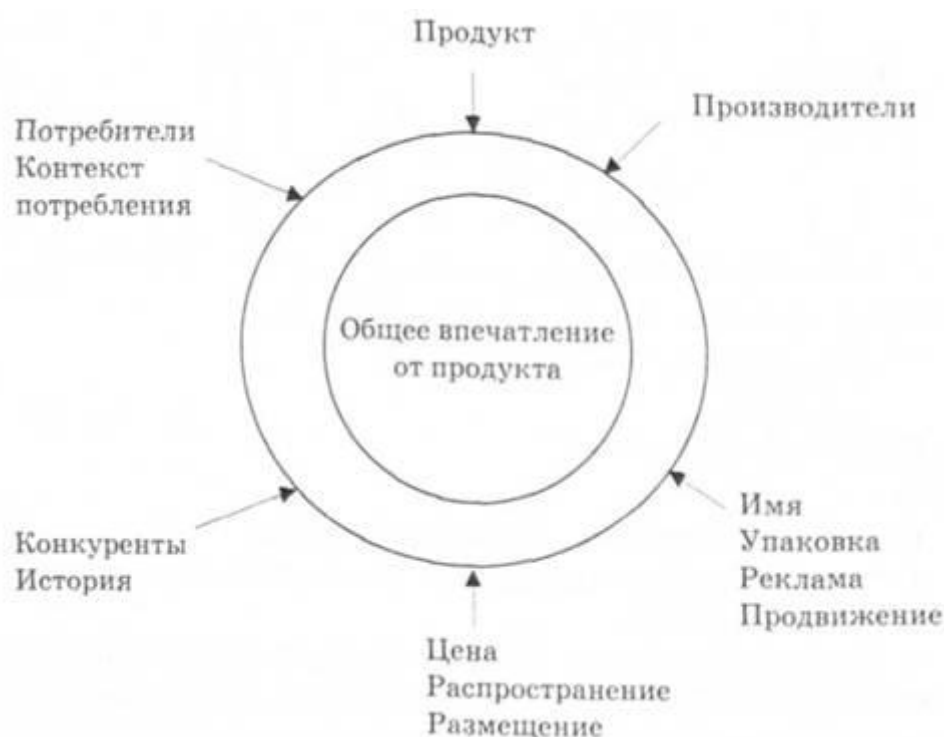 Продукт
Производители
Потребители
Контекст
потребления
Общее впечатление
от продукта
Конкуренты
История
Имя
Упаковка
Реклама
Продвижение
Цена
Распространение
Размещение